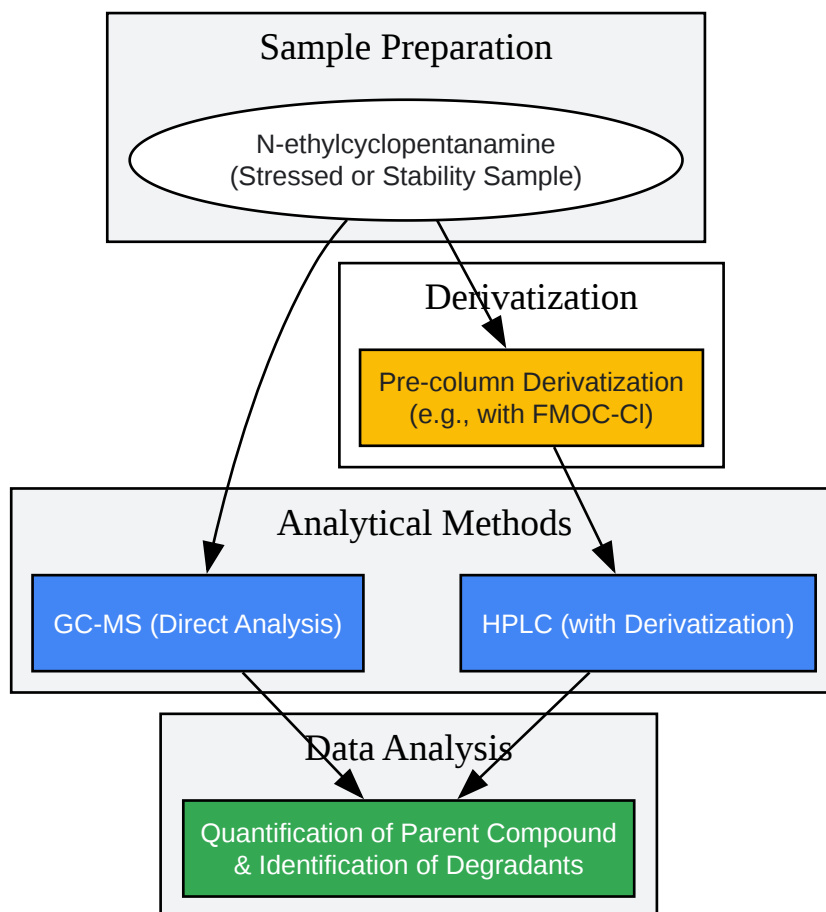 Sample Preparation
N-ethylcyclopentanamine
(Stressed or Stability Sample)
Derivatization
Pre-column Derivatization
(e.g., with FMOC-Cl)
Analytical Methods
GC-MS (Direct Analysis)
HPLC (with Derivatization)
Data Analysis
Quantification of Parent Compound
& Identification of Degradants